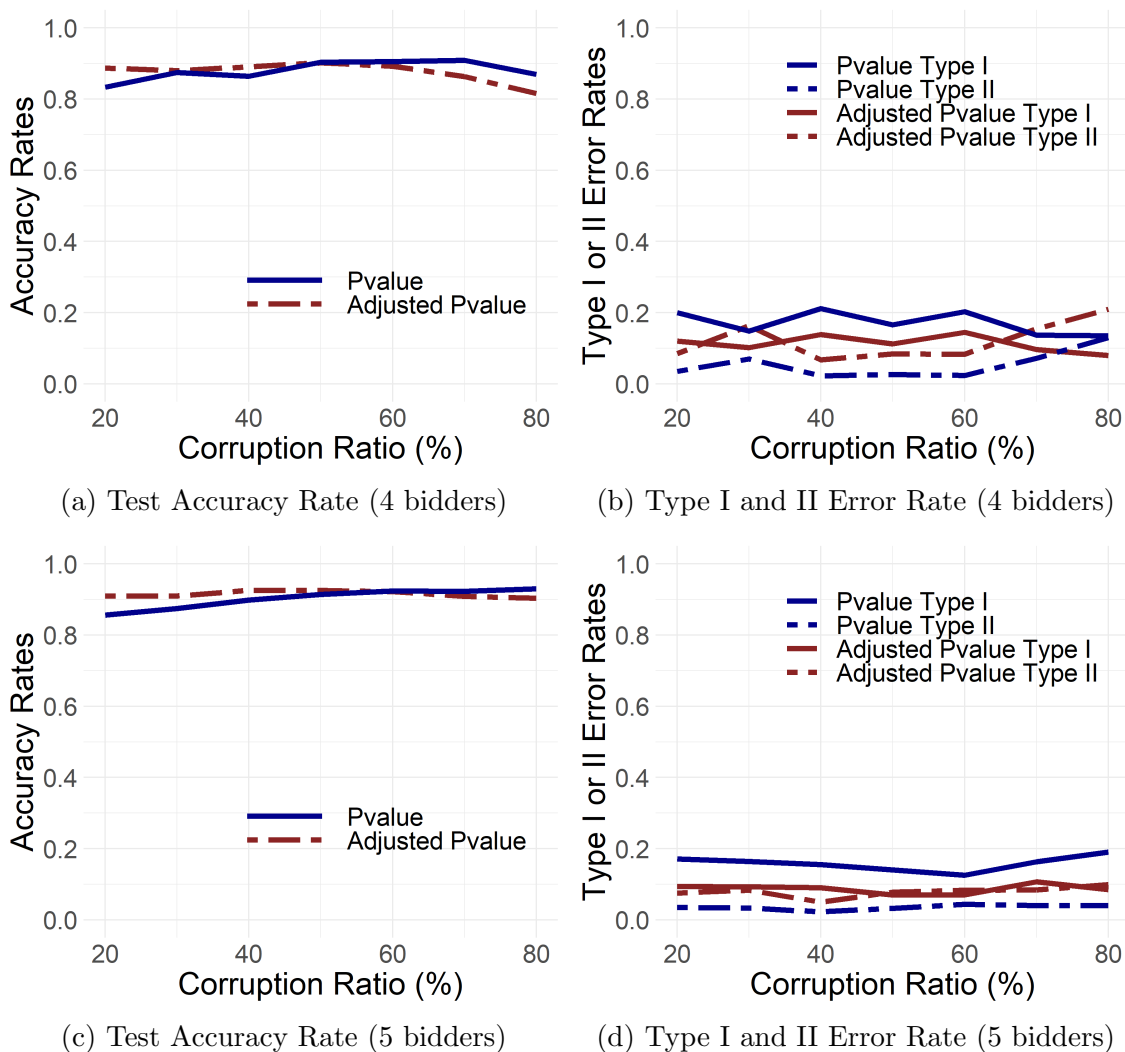 1.0
0.8
0.6
0.4
0.2
0.0
Accuracy Rates
Pvalue
Adjusted Pvalue
20 40 60 80
Corruption Ratio (%)
(a) Test Accuracy Rate (4 bidders)
1.0
0.8
0.6
0.4
0.2
0.0
Type I or II Error Rates
Pvalue Type I
Pvalue Type II
Adjusted Pvalue Type I
Adjusted Pvalue Type II
20 40 60 80
Corruption Ratio (%)
(b) Type I and II Error Rate (4 bidders)
1.0
0.8
0.6
0.4
0.2
0.0
Accuracy Rates
Pvalue
Adjusted Pvalue
20 40 60 80
Corruption Ratio (%)
(c) Test Accuracy Rate (5 bidders)
1.0
0.8
0.6
0.4
0.2
0.0
Type I or II Error Rates
Pvalue Type I
Pvalue Type II
Adjusted Pvalue Type I
Adjusted Pvalue Type II
20 40 60 80
Corruption Ratio (%)
(d) Type I and II Error Rate (5 bidders)